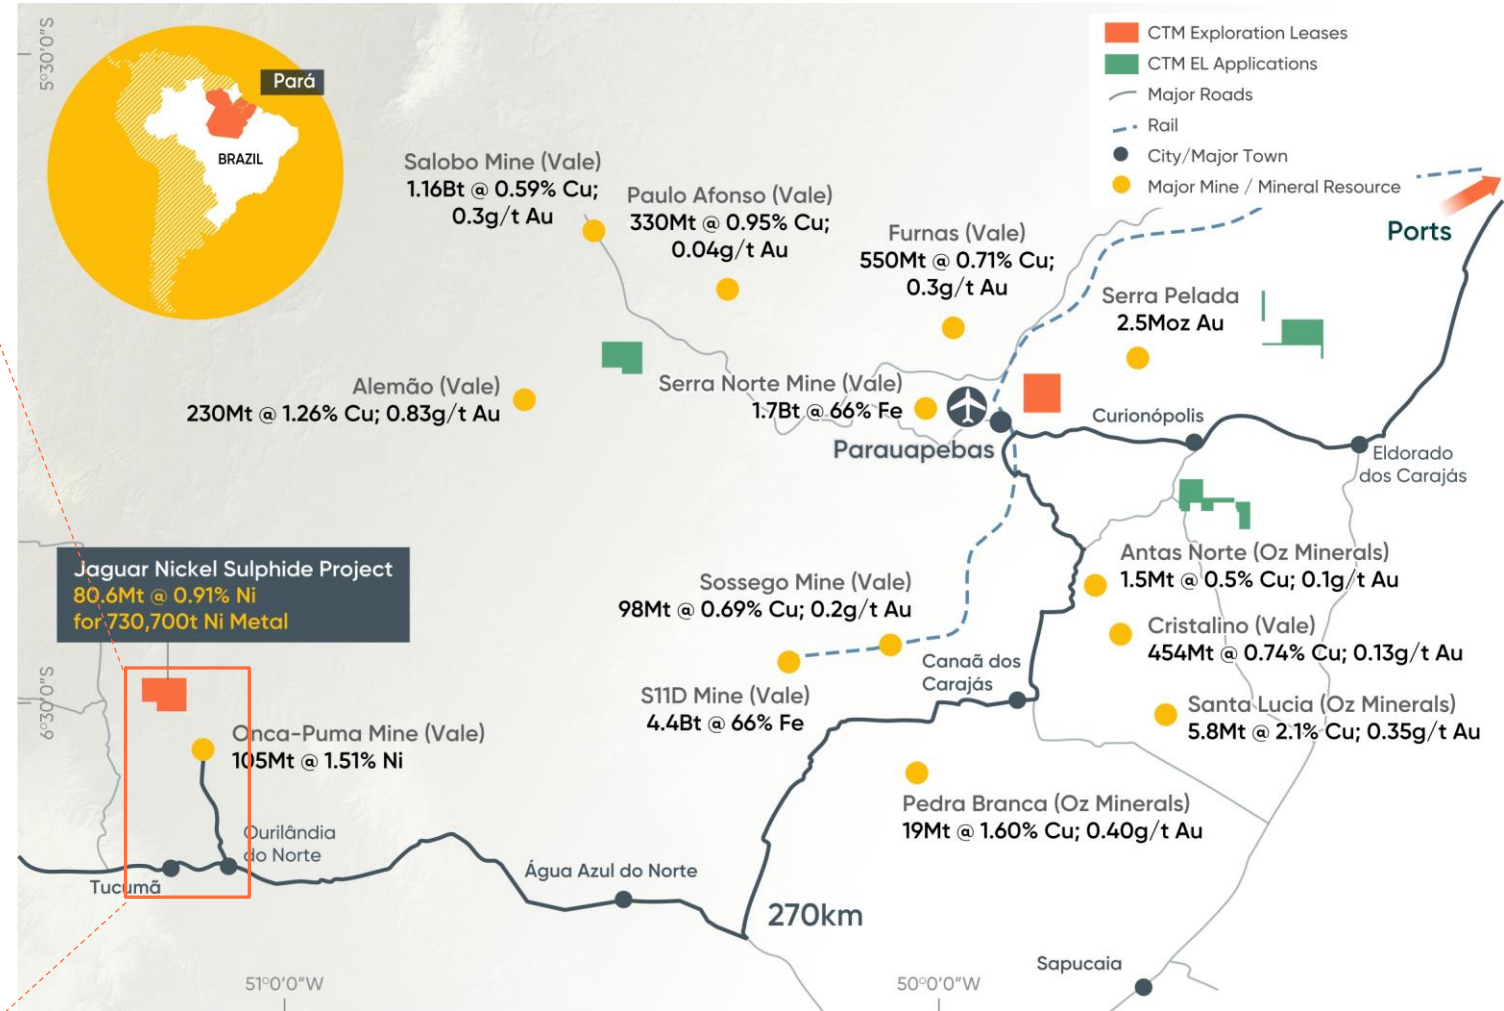 5°30'0"S
Pará
BRAZIL
CTM Exploration Leases
CTM EL Applications
Major Roads
Rail
City/Major Town
Major Mine / Mineral Resource
Ports
Salobo Mine (Vale)
1.16Bt @ 0.59% Cu;
0.3g/t Au
Paulo Afonso (Vale)
330Mt @ 0.95% Cu;
0.04g/t Au
Furnas (Vale)
550Mt @ 0.71% Cu;
0.3g/t Au
Serra Pelada
2.5Moz Au
Alemão (Vale)
230Mt @ 1.26% Cu; 0.83g/t Au
Serra Norte Mine (Vale)
1.7Bt @ 66% Fe
Parauapebas
Curionópolis
Eldorado
dos Carajás
Jaguar Nickel Sulphide Project
80.6Mt @ 0.91% Ni
for 730,700t Ni Metal
Sossego Mine (Vale)
98Mt @ 0.69% Cu; 0.2g/t Au
Antas Norte (Oz Minerals)
1.5Mt @ 0.5% Cu; 0.1g/t Au
Cristalino (Vale)
454Mt @ 0.74% Cu; 0.13g/t Au
Canaã dos
Carajás
S11D Mine (Vale)
4.4Bt @ 66% Fe
Santa Lucia (Oz Minerals)
5.8Mt @ 2.1% Cu; 0.35g/t Au
6°30'0"S
Onca-Puma Mine (Vale)
105Mt @ 1.51% Ni
Pedra Branca (Oz Minerals)
19Mt @ 1.60% Cu; 0.40g/t Au
Ourilândia
do Norte
Tucumã
Água Azul do Norte
270km
Sapucaia
51°0'0"W
50°0'0"W